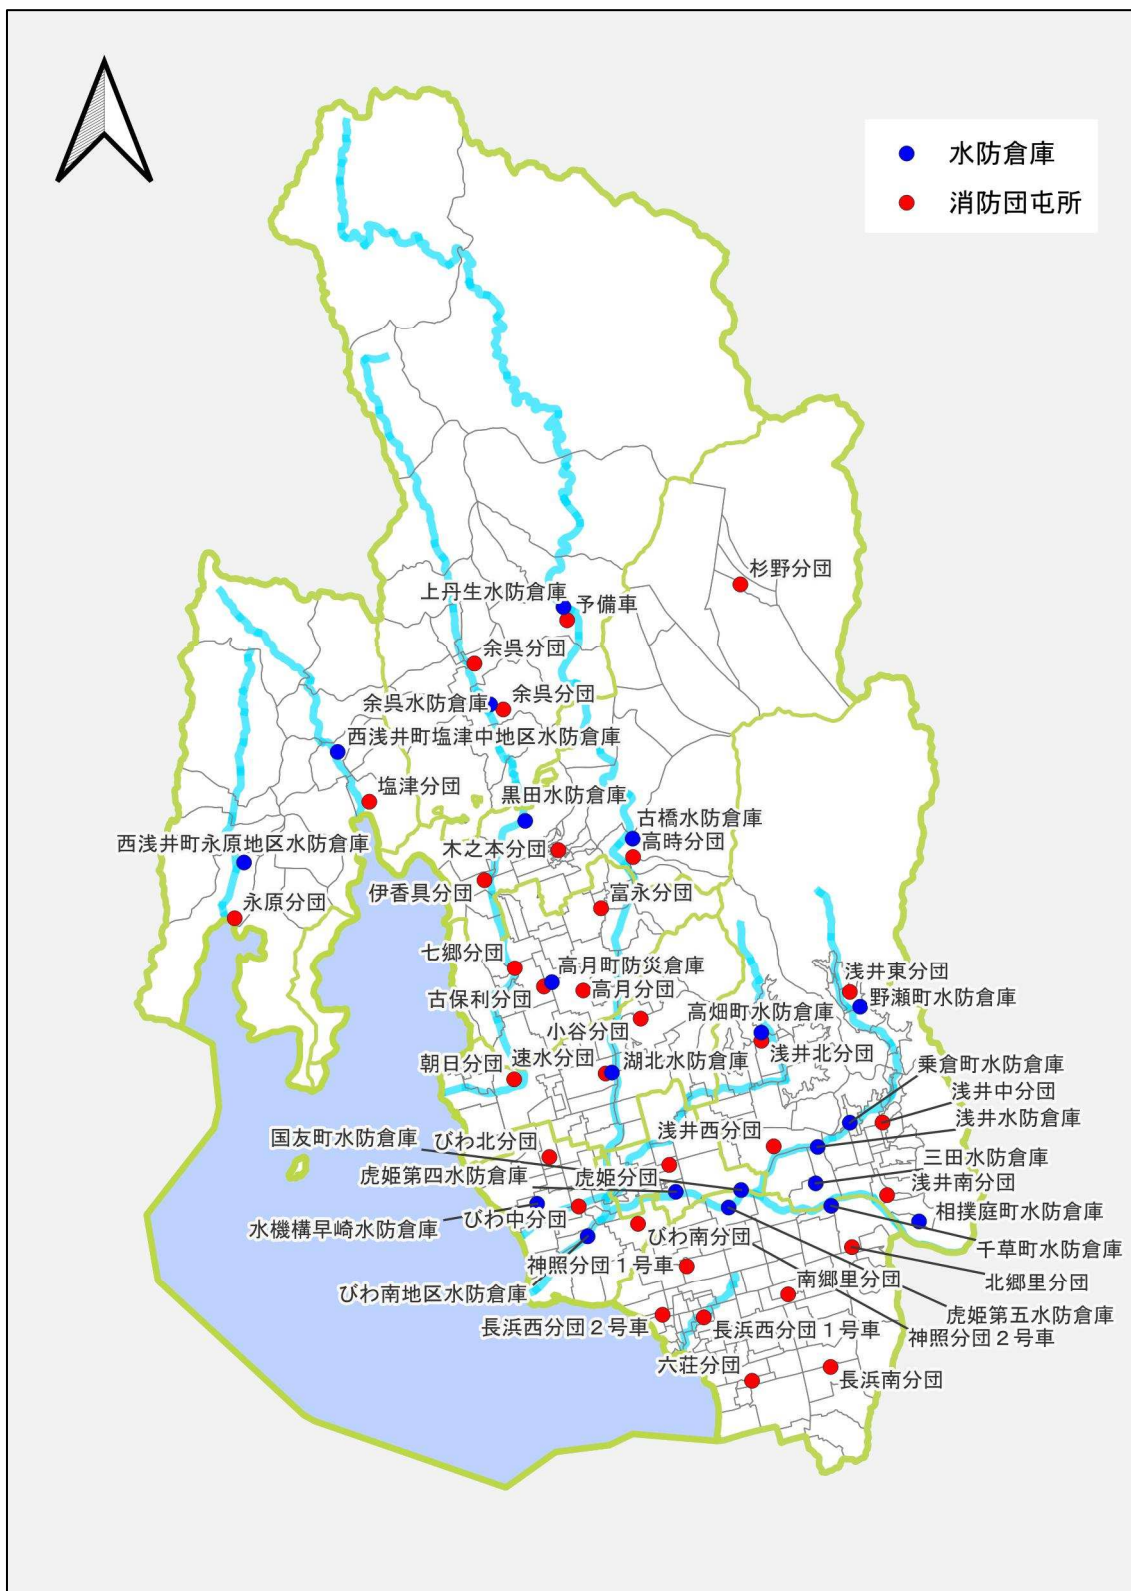 水防倉庫
消防団屯所
杉野分団
上丹生水防倉庫
予備車
余呉分団
余呉水防倉庫
余呉分団
西浅井町塩津中地区水防倉庫
塩津分団
黒田水防倉庫
古橋水防倉庫
木之本分団
高時分団
西浅井町永原地区水防倉庫
伊香具分団
永原分団
富永分団
七郷分団
高月町防災倉庫
浅井東分団
古保利分団
高月分団
野瀬町水防倉庫
小谷分団
高畑町水防倉庫
朝日分団
速水分団
湖北水防倉庫
浅井北分団
乗倉町水防倉庫
浅井中分団
浅井水防倉庫
国友町水防倉庫
びわ北分団
浅井西分団
三田水防倉庫
虎姫第四水防倉庫
虎姫分団
浅井南分団
水機構早崎水防倉庫
びわ中分団
相撲庭町水防倉庫
びわ南分団
千草町水防倉庫
神照分団１号車
南郷里分団
北郷里分団
びわ南地区水防倉庫
虎姫第五水防倉庫
長浜西分団２号車
長浜西分団１号車
神照分団２号車
六荘分団
長浜南分団